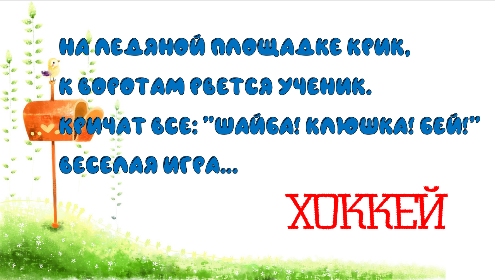 НА ЛЕДЯНОЙ ПЛОЩАДКЕ КРИК,
К ВОРОТАМ РВЕТСЯ УЧЕНИК.
КРИЧАТ ВСЕ: "ШАЙБА! КЛЮШКА! БЕЙ!"
ВЕСЕЛАЯ ИГРА...
ХОККЕЙ